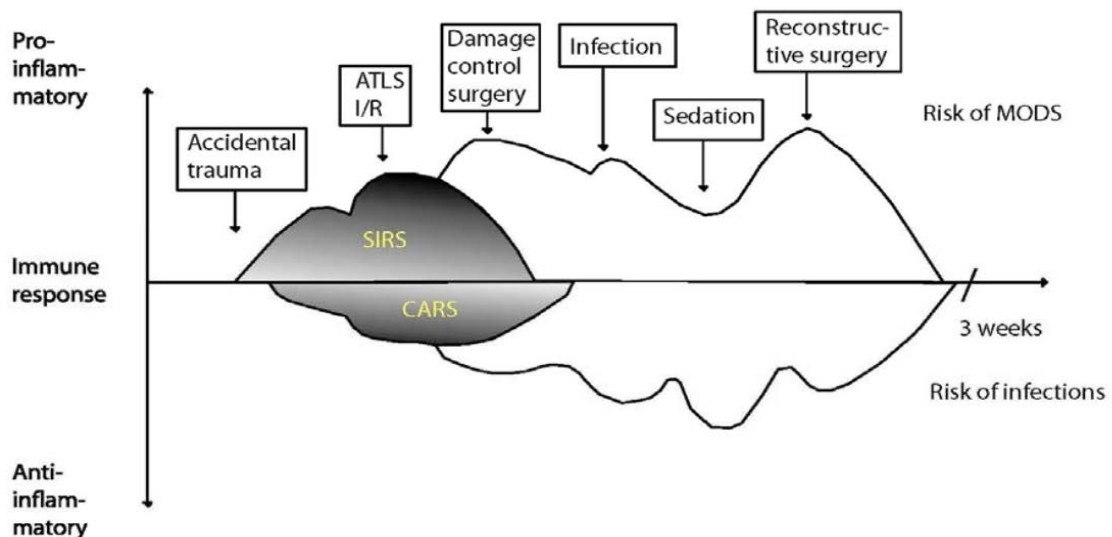 Pro-
inflam-
matory
Accidental
trauma
ATLS
I/R
Damage
control
surgery
Infection
Sedation
Reconstruc-
tive surgery
Risk of MODS
SIRS
Immune
response
CARS
3 weeks
Risk of infections
Anti-
inflam-
matory